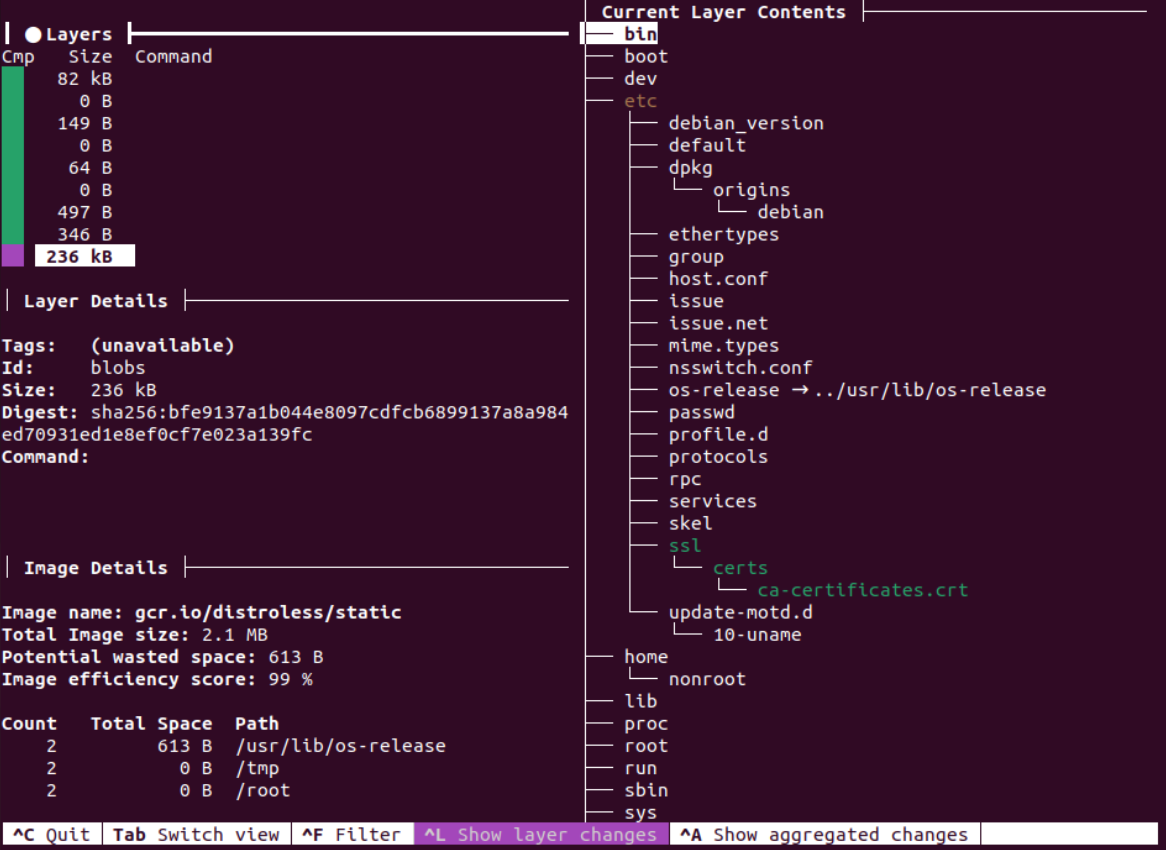 Layers
Cmp Size Command
82 kB
0 B
149 B
0 B
64 B
0 B
497 B
346 B
236 kB
Layer Details
Tags: (unavailable)
Id: blobs
Size: 236 kB
Digest: sha256:bfe9137a1b044e8097cdfcb6899137a8a984
ed70931ed1e8ef0cf7e023a139fc
Command:
Image Details
Image name: gcr.io/distroless/static
Total Image size: 2.1 MB
Potential wasted space: 613 B
Image efficiency score: 99 %
Count Total Space Path
2 613 B /usr/lib/os-release
2 0 B /tmp
2 0 B /root
Current Layer Contents
bin
boot
dev
etc
debian_version
default
dpkg
origins
debian
ethertypes
group
host.conf
issue
issue.net
mime.types
nsswitch.conf
os-release → ../usr/lib/os-release
passwd
profile.d
protocols
rpc
services
skel
ssl
certs
ca-certificates.crt
update-motd.d
10-uname
home
nonroot
lib
proc
root
run
sbin
sys
^C Quit Tab Switch view ^F Filter ^L Show layer changes ^A Show aggregated changes